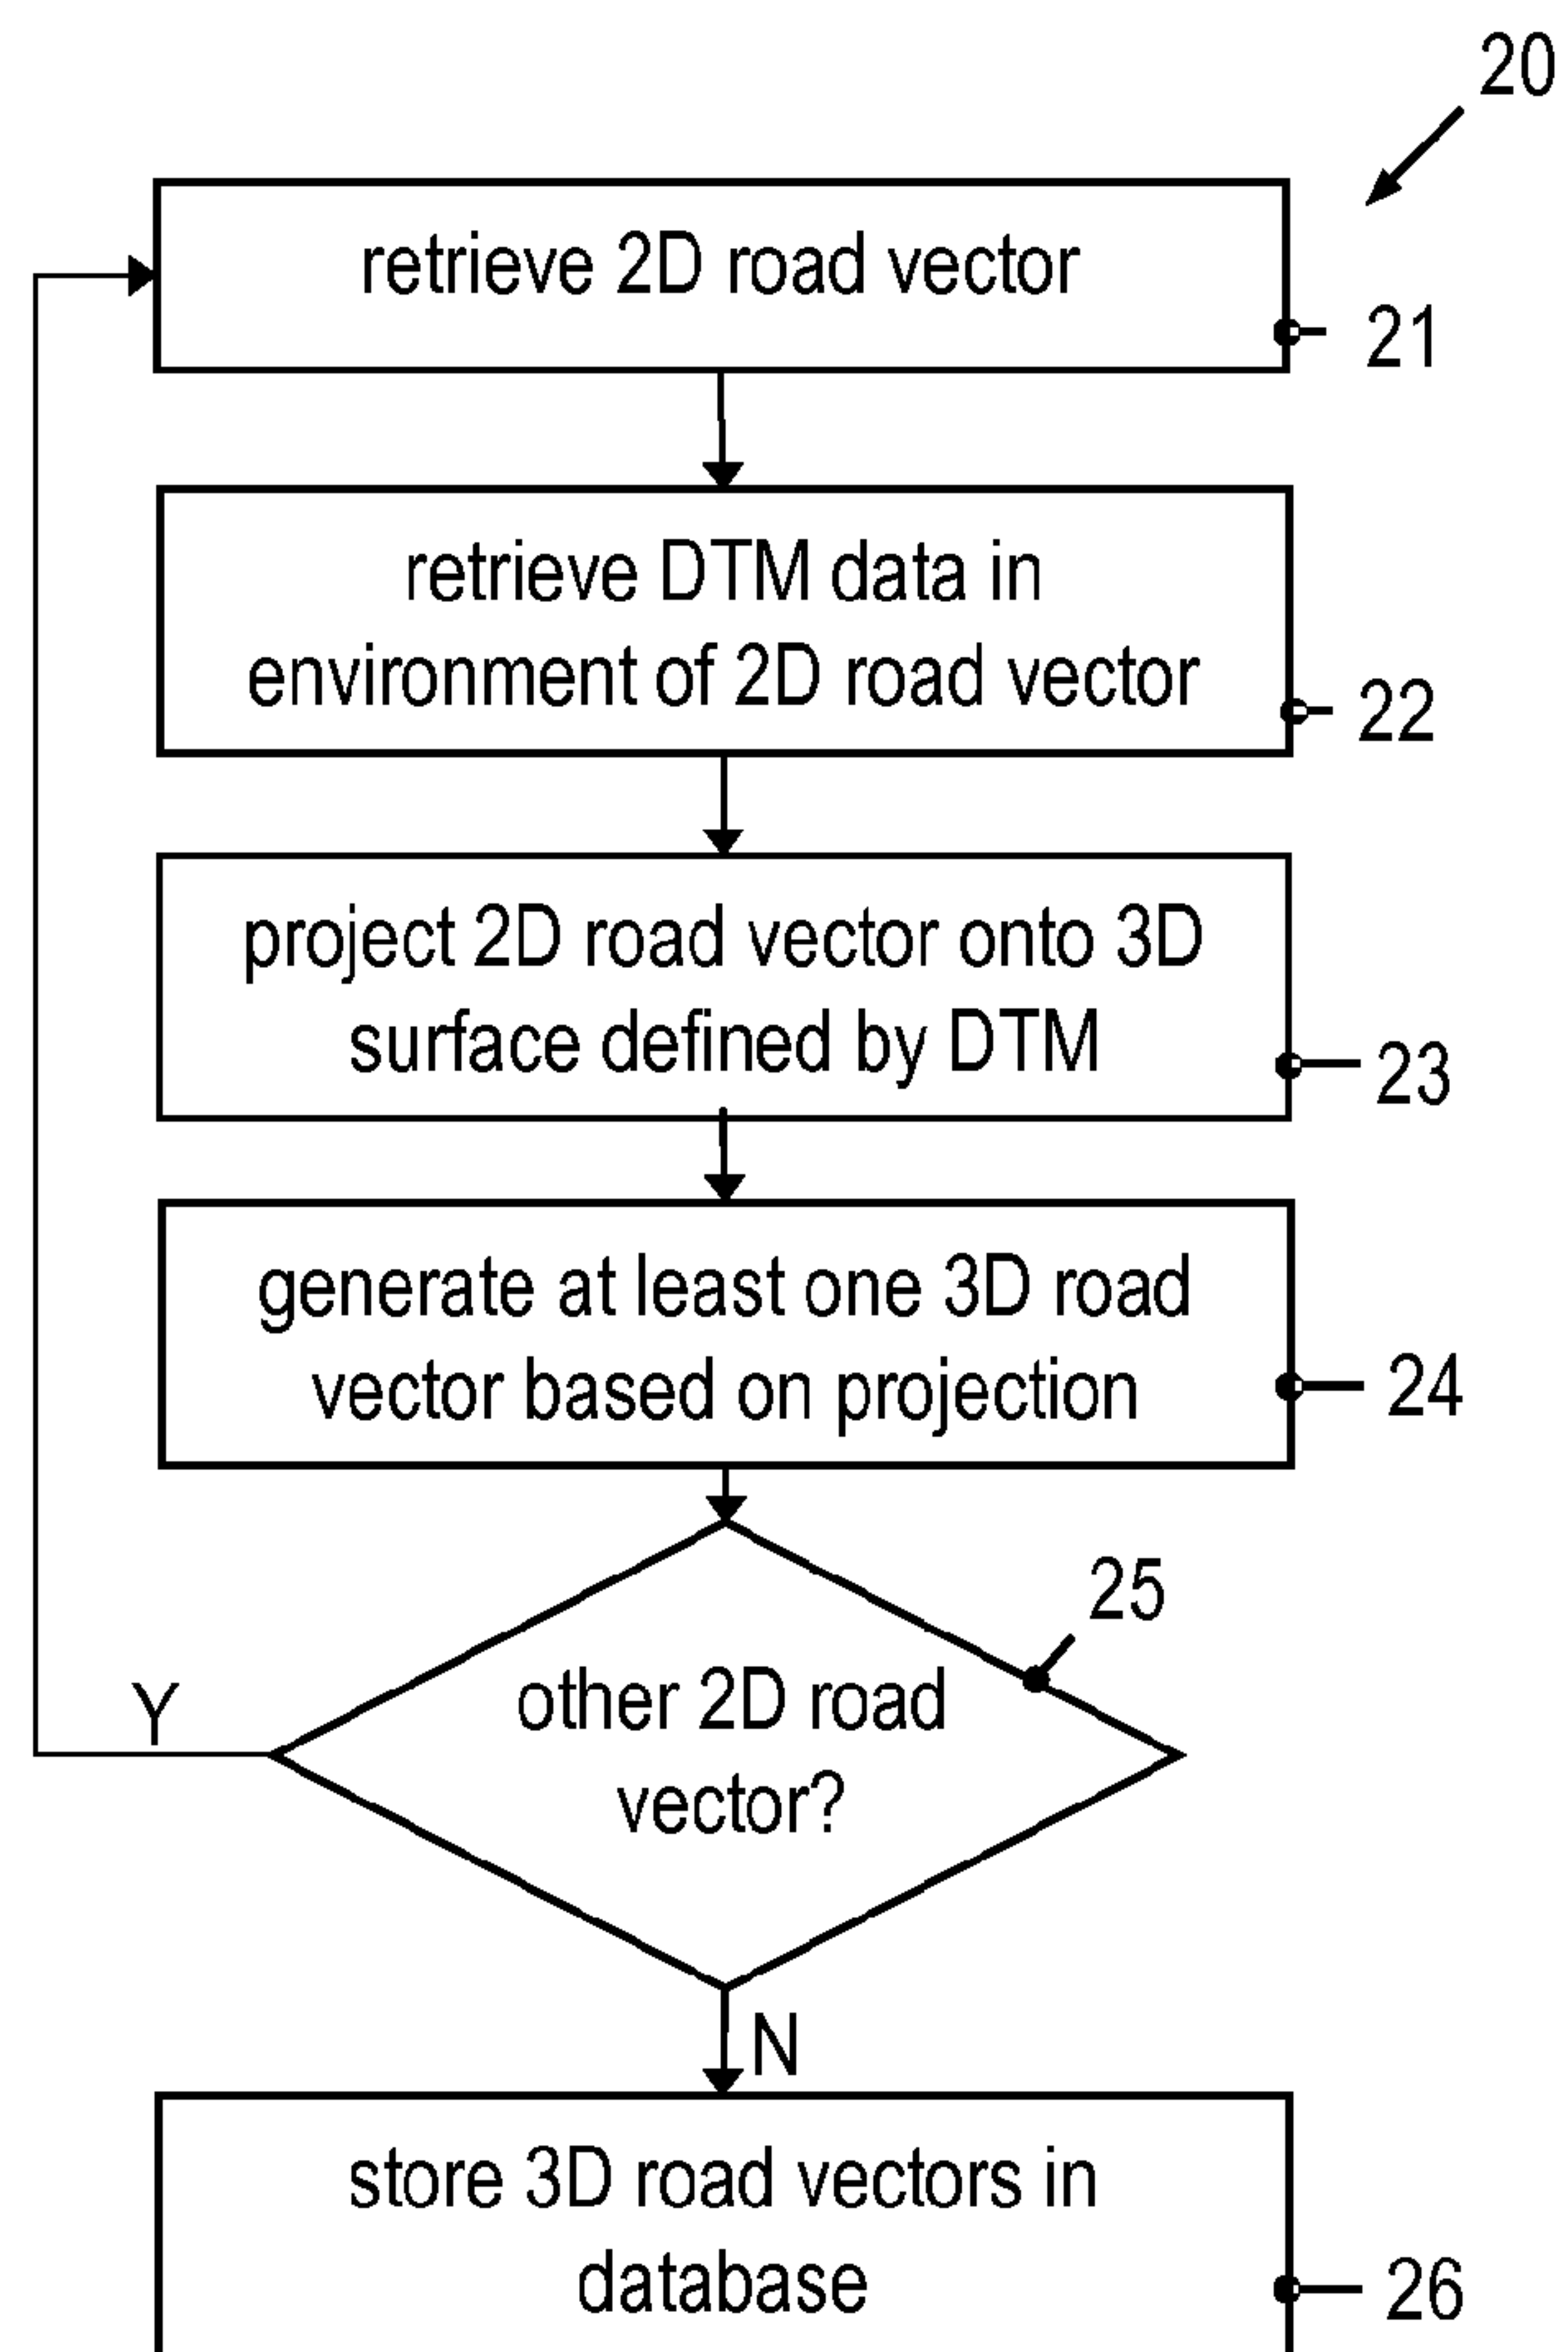 20
retrieve 2D road vector
21
retrieve DTM data in
environment of 2D road vector
22
project 2D road vector onto 3D
surface defined by DTM
23
generate at least one 3D road
vector based on projection
24
25
other 2D road
vector?
Y
N
store 3D road vectors in
database
26